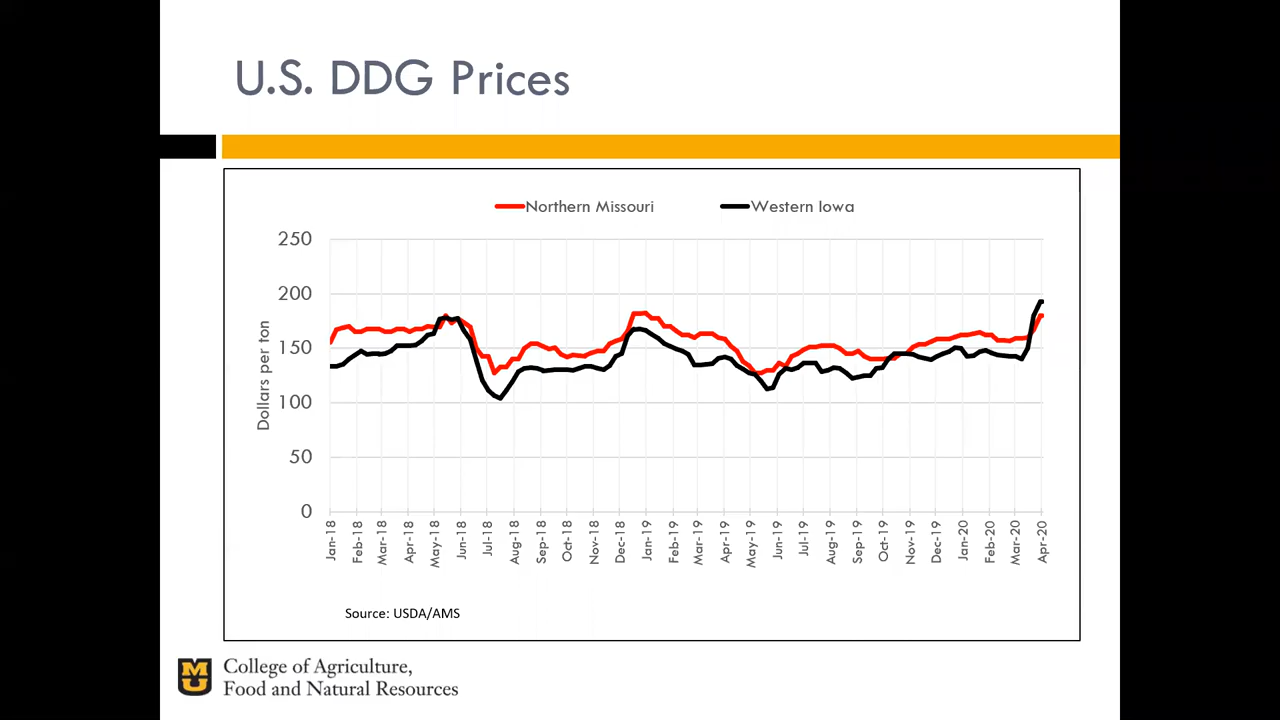 U.S. DDG Prices
Northern Missouri
Western Iowa
Dollars per ton
250
200
150
100
50
0
Jan-18
Feb-18
Mar-18
Apr-18
May-18
Jun-18
Jul-18
Aug-18
Sep-18
Oct-18
Nov-18
Dec-18
Jan-19
Feb-19
Mar-19
Apr-19
May-19
Jun-19
Jul-19
Aug-19
Sep-19
Oct-19
Nov-19
Dec-19
Jan-20
Feb-20
Mar-20
Apr-20
Source: USDA/AMS
MU
College of Agriculture,
Food and Natural Resources